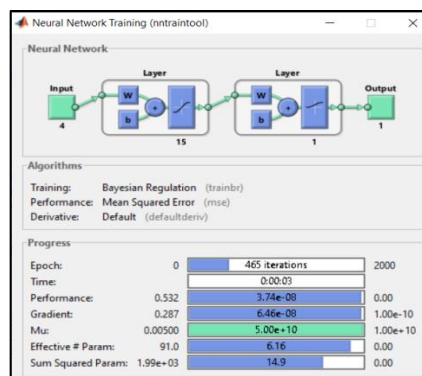 Neural Network Training (nntraintool)
Neural Network
Layer Layer
Input Output
W W
+ +
b b
4 1
15 1
Algorithms
Training: Bayesian Regulation (trainbr)
Performance: Mean Squared Error (mse)
Derivative: Default (defaultderiv)
Progress
Epoch: 0 465 iterations 2000
Time: 0:00:03
Performance: 0.532 3.74e-08 0.00
Gradient: 0.287 6.46e-08 1.00e-10
Mu: 0.00500 5.00e+10 1.00e+10
Effective # Param: 91.0 6.16 0.00
Sum Squared Param: 1.99e+03 14.9 0.00